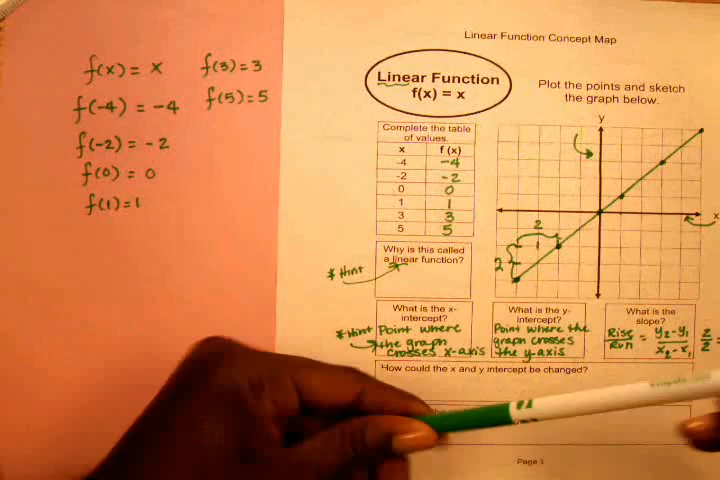 f(x) = x
f(-4) = -4
f(-2) = -2
f(0) = 0
f(1)=1
f(3)=3
f(5)=5
Linear Function Concept Map
Linear Function
f(x) = x
Plot the points and sketch
the graph below.
Complete the table
of values.
x f (x)
-4 -4
-2 -2
0 0
1 1
3 3
5 5
y
x
2
2
Why is this called
a linear function?
* Hint
What is the x-
intercept?
* Hint Point where
the graph
crosses x-axis
What is the y-
intercept?
Point where the
graph crosses
the y-axis
What is the
slope?
Rise/Run = y2-y1/x2-x1 2/2 =
How could the x and y intercept be changed?
Page 1